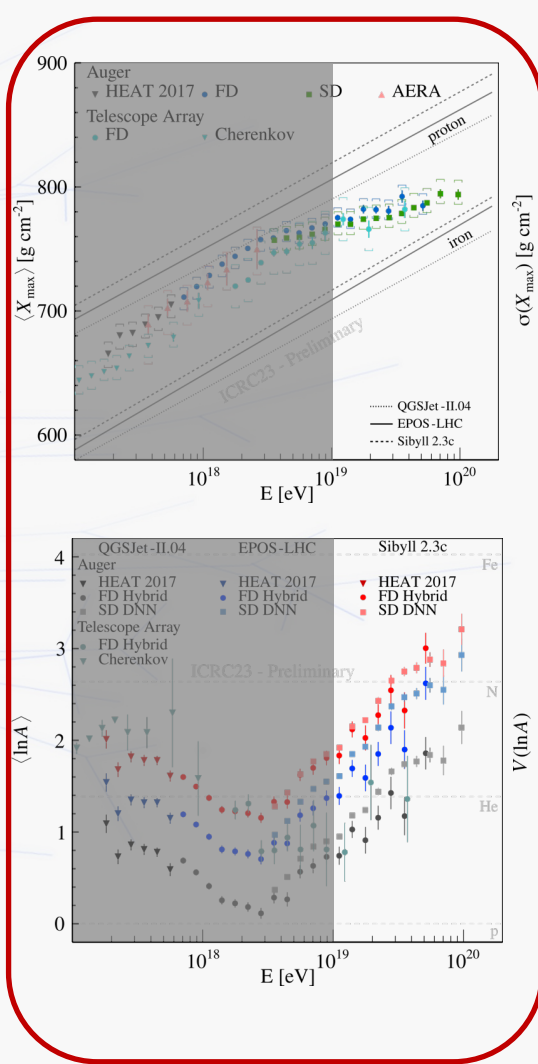 900
Auger
HEAT 2017 FD SD AERA
Telescope Array
FD Cherenkov
proton
800
⟨Xmax⟩ [g cm⁻²]
σ(Xmax) [g cm⁻²]
iron
700
ICRC23 - Preliminary
QGSJet-II.04
EPOS-LHC
Sibyll 2.3c
600
10¹⁸ 10¹⁹ 10²⁰
E [eV]
QGSJet-II.04 EPOS-LHC Sibyll 2.3c
4
Fe
Auger
HEAT 2017 HEAT 2017 HEAT 2017
FD Hybrid FD Hybrid FD Hybrid
SD DNN SD DNN SD DNN
Telescope Array
FD Hybrid
Cherenkov
3
ICRC23 - Preliminary
N
⟨lnA⟩
V(lnA)
2
He
1
0
p
10¹⁸ 10¹⁹ 10²⁰
E [eV]